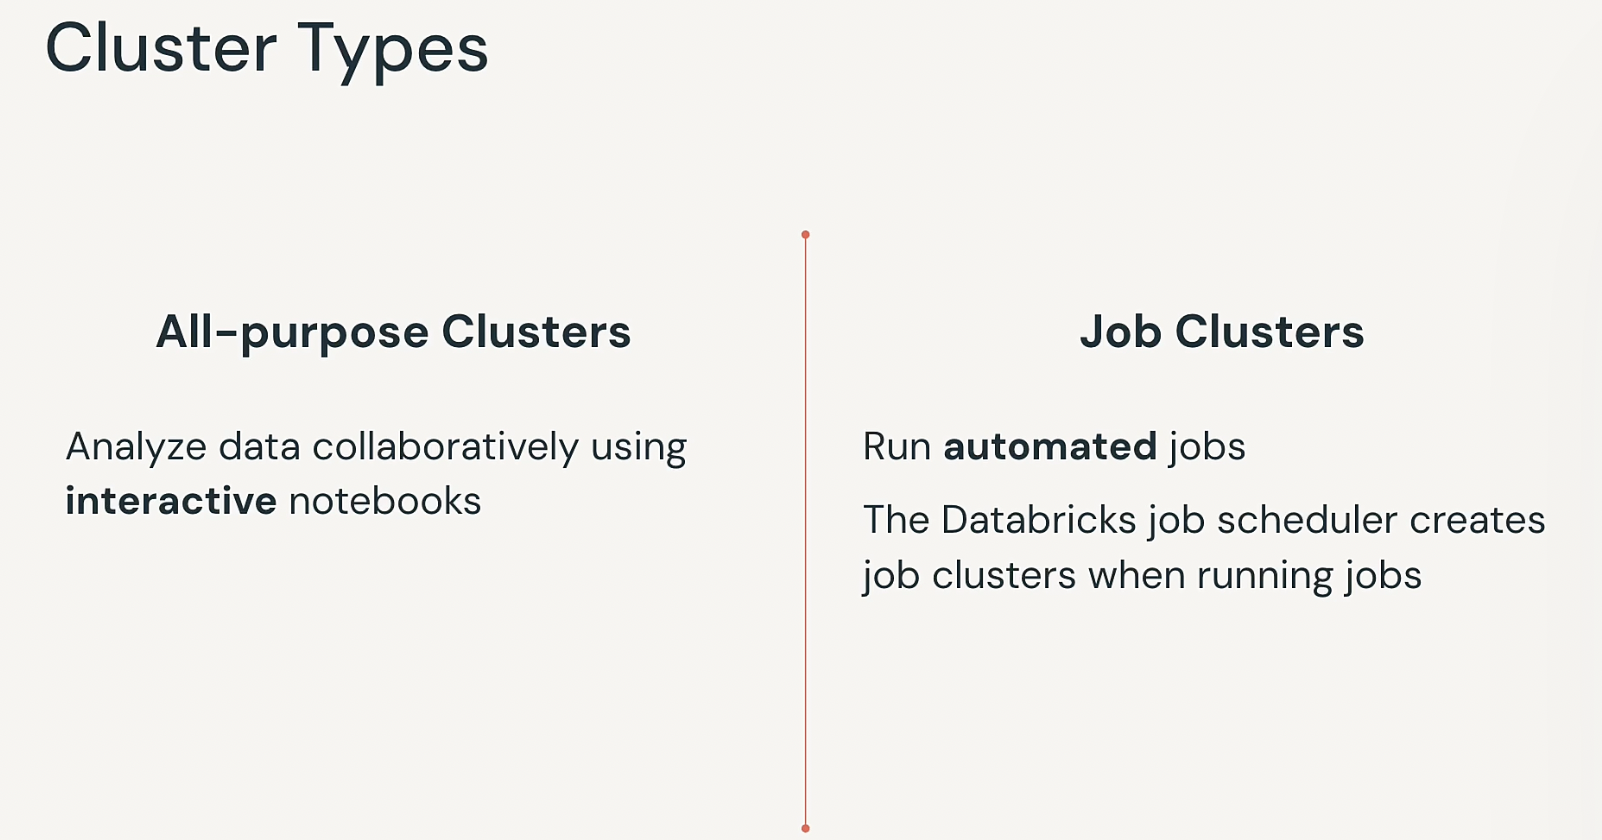 Cluster Types
All-purpose Clusters
Analyze data collaboratively using
interactive notebooks
Job Clusters
Run automated jobs
The Databricks job scheduler creates
job clusters when running jobs